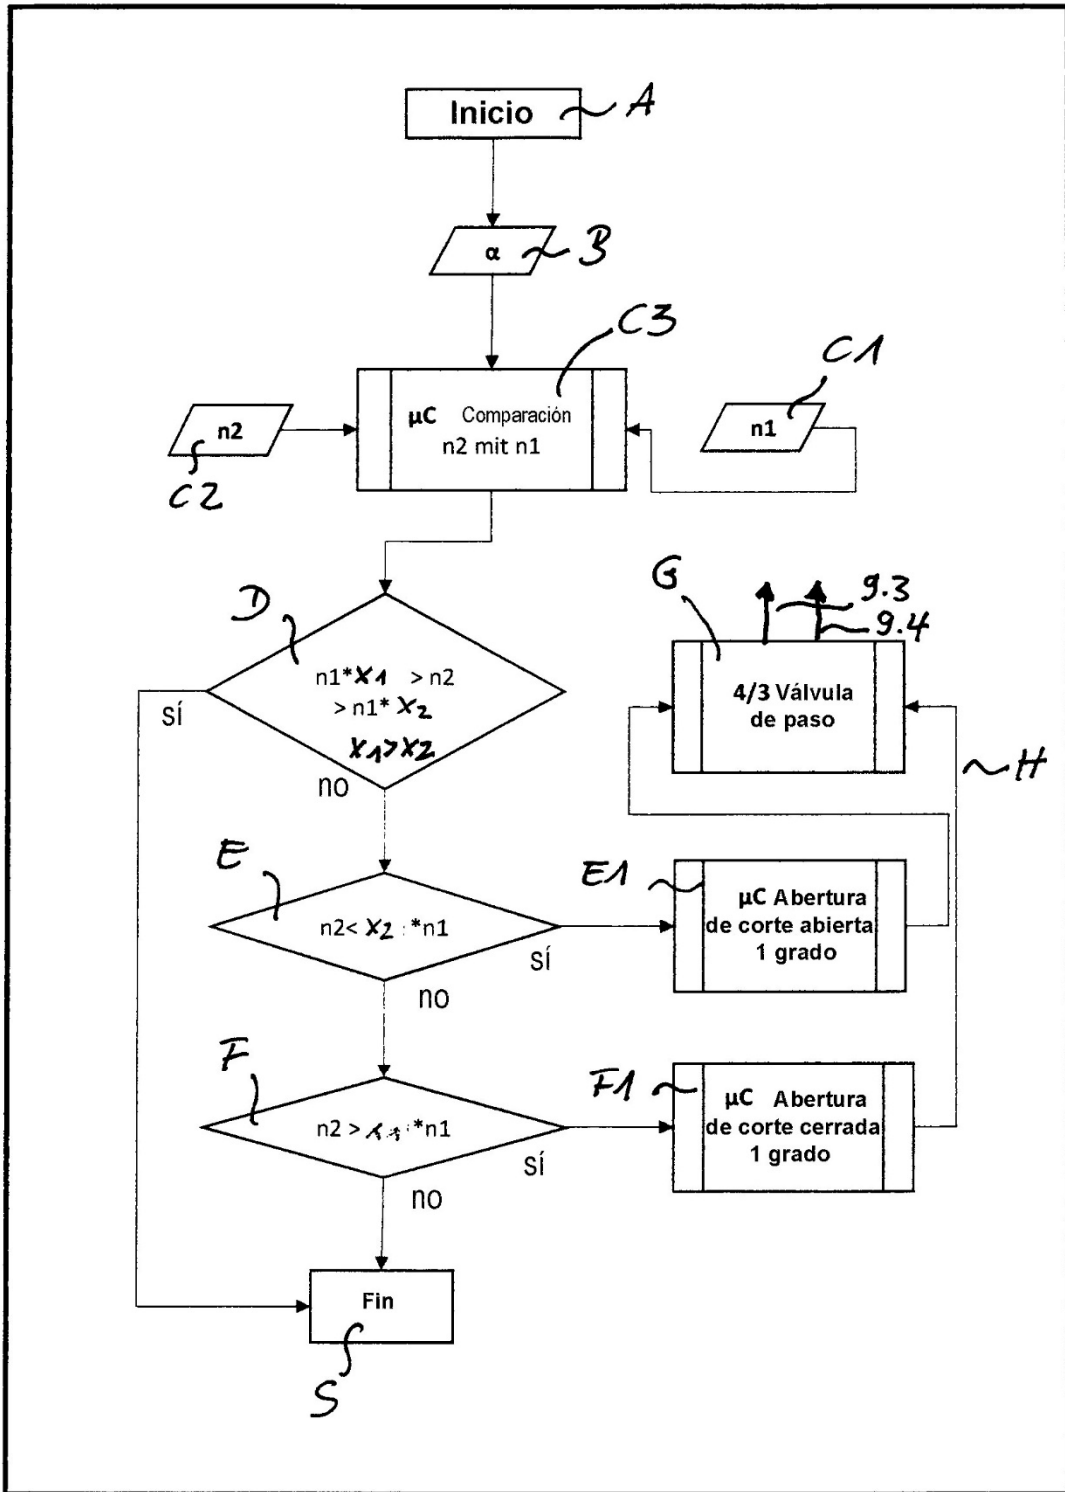 Inicio
A
α
B
C3
C1
n2
C2
µC Comparación
n2 mit n1
n1
D
n1*X1 > n2
> n1*X2
X1>X2
sí
no
G
9.3
9.4
4/3 Válvula
de paso
H
E
n2< X2 :*n1
sí
no
E1
µC Abertura
de corte abierta
1 grado
F
n2 > :*n1
sí
no
F1
µC Abertura
de corte cerrada
1 grado
Fin
S